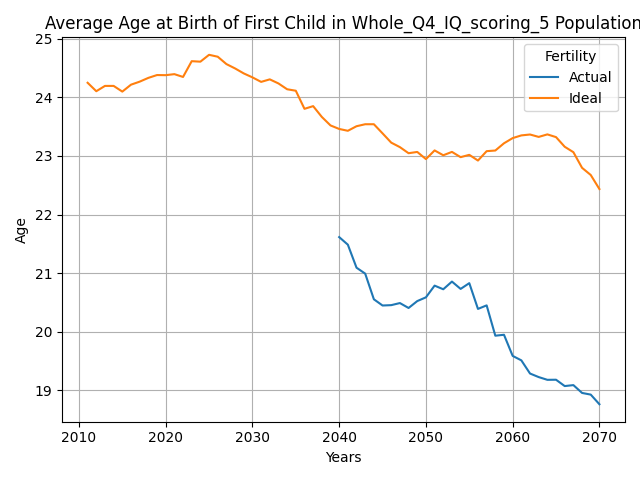 Average Age at Birth of First Child in Whole_Q4_IQ_scoring_5 Population
Fertility
Actual
Ideal
Age
25
24
23
22
21
20
19
2010 2020 2030 2040 2050 2060 2070
Years